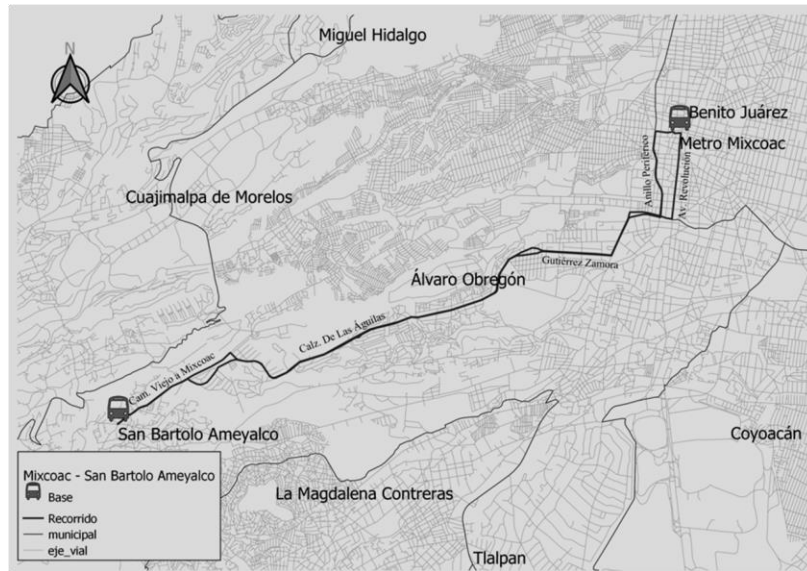 Miguel Hidalgo
N
Benito Juárez
Metro Mixcoac
Anillo Periférico
Av. Revolución
Cuajimalpa de Morelos
Gutiérrez Zamora
Álvaro Obregón
Calz. De Las Águilas
Cam. Viejo a Mixcoac
San Bartolo Ameyalco
Coyoacán
Mixcoac - San Bartolo Ameyalco
Base
Recorrido
municipal
eje_vial
La Magdalena Contreras
Tlalpan